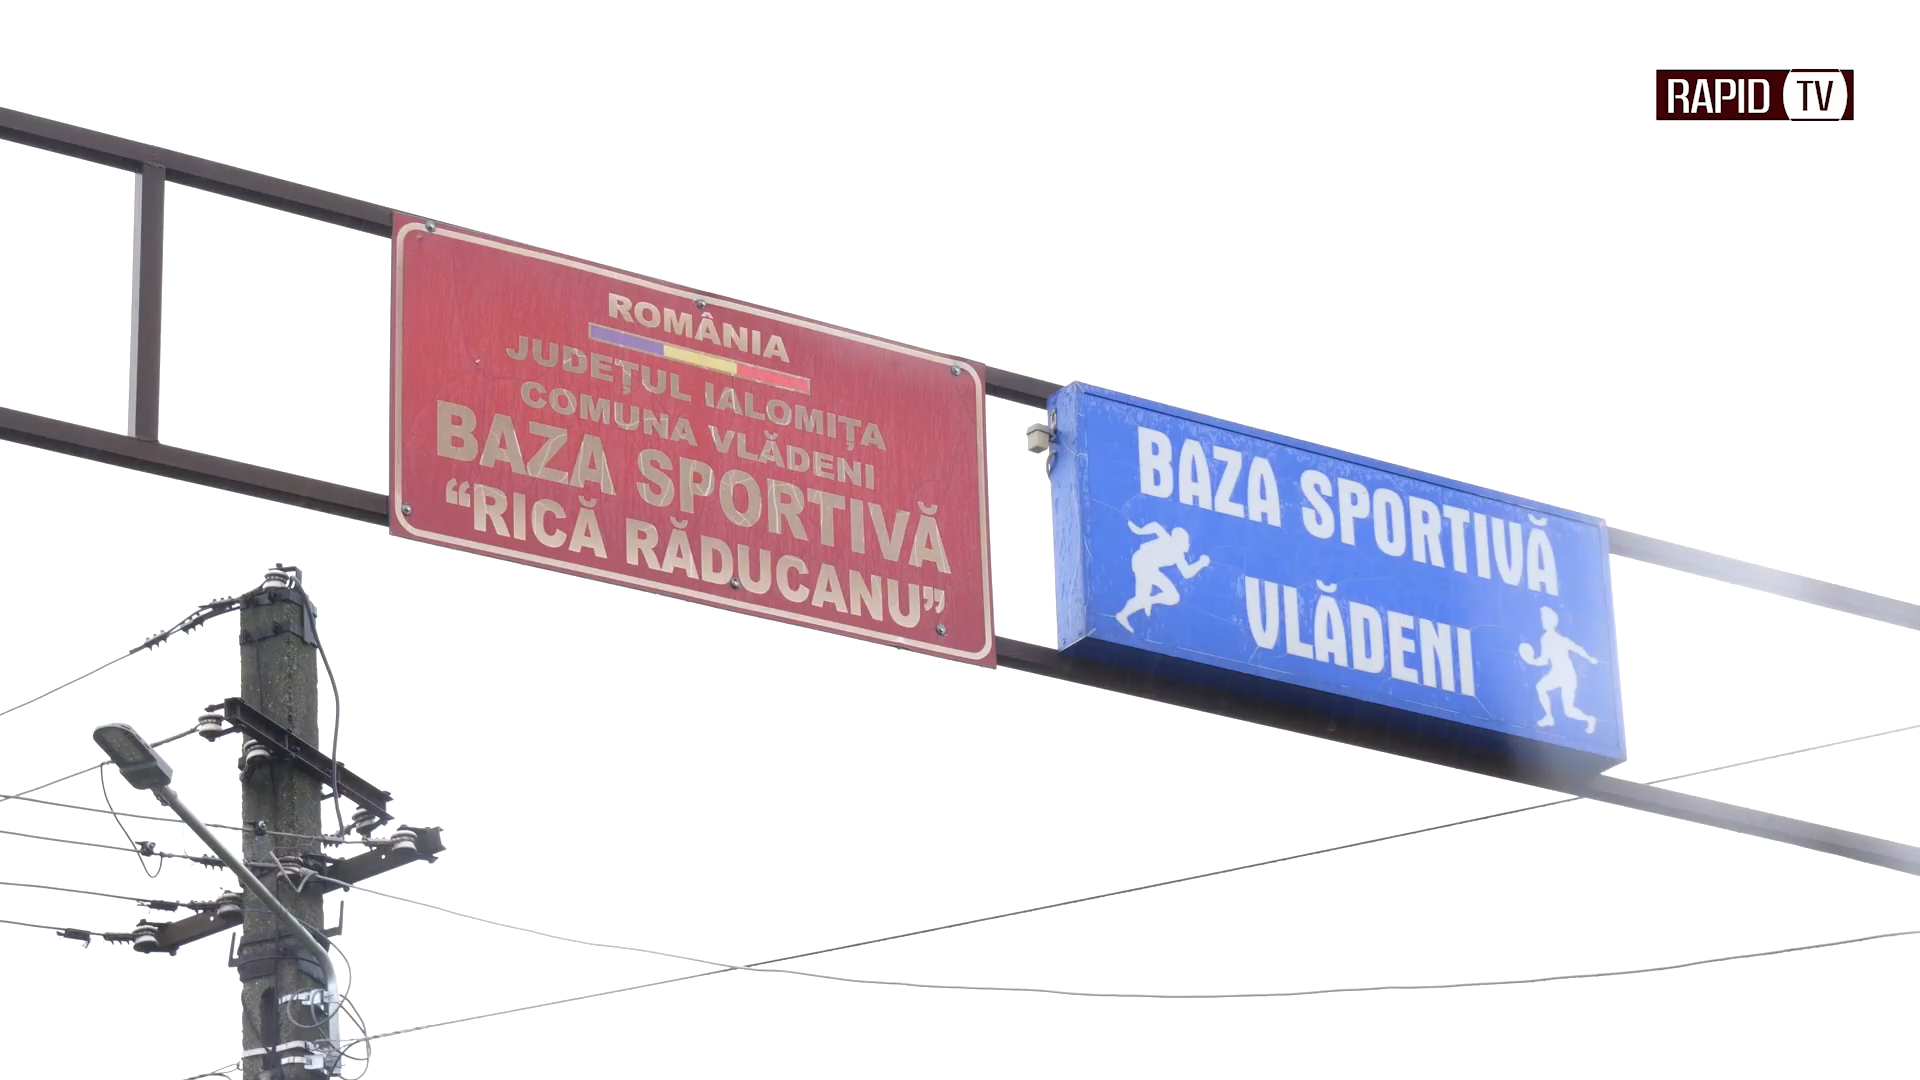 RAPID TV
ROMÂNIA
JUDEȚUL IALOMIȚA
COMUNA VLĂDENI
BAZA SPORTIVĂ
“RICĂ RĂDUCANU”
BAZA SPORTIVĂ
VLĂDENI